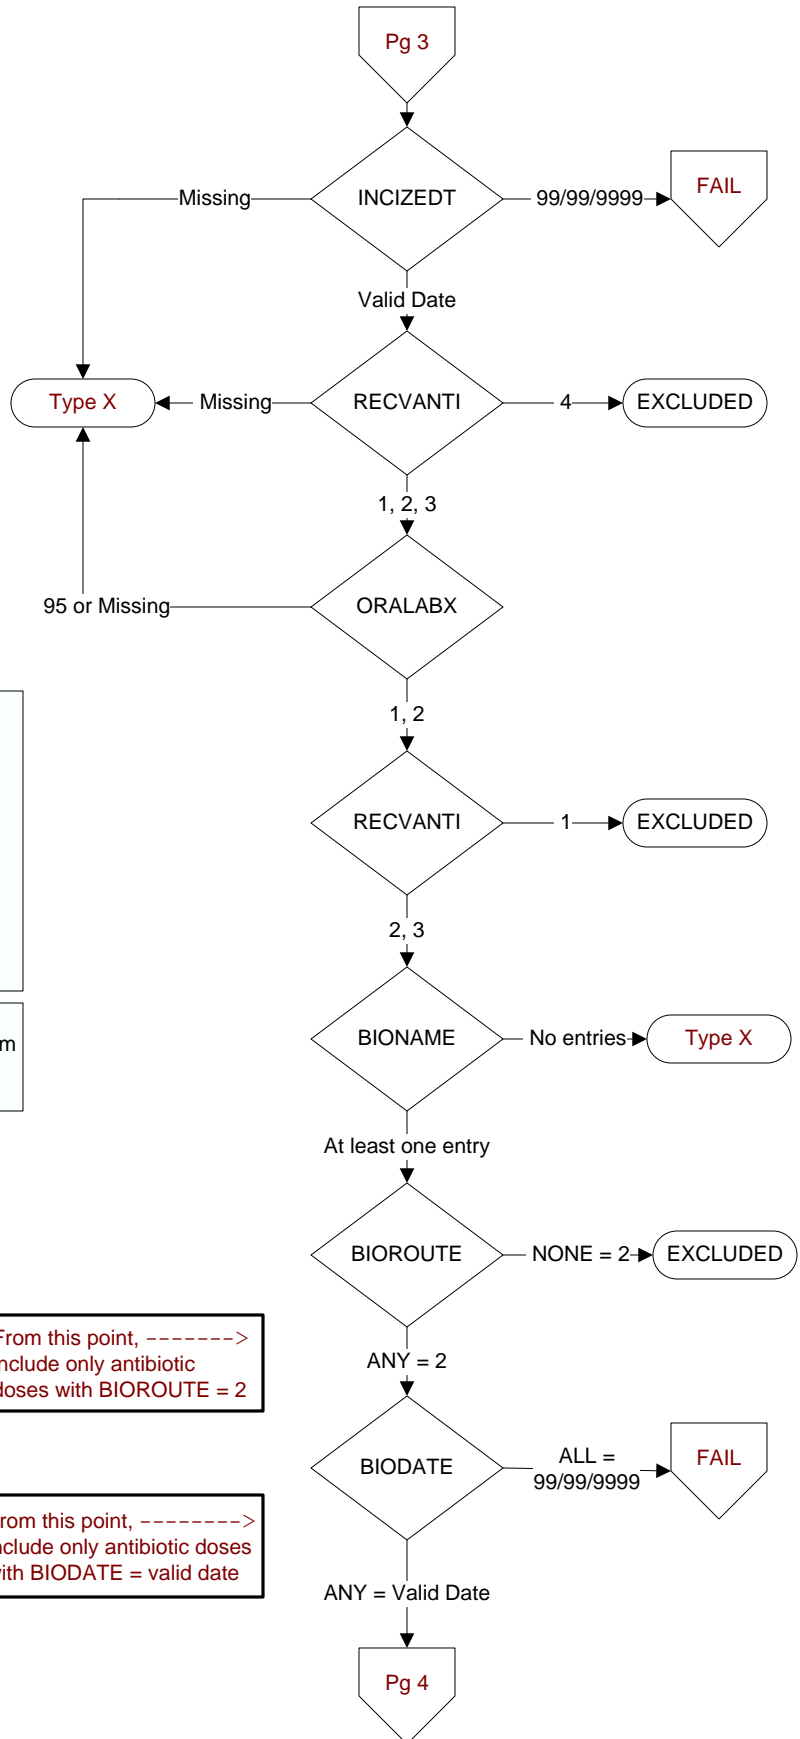 Pg 3
INCIZEDT
Missing
99/99/9999
FAIL
Valid Date
Type X
Missing
RECVANTI
4
EXCLUDED
1, 2, 3
95 or Missing
ORALABX
1, 2
RECVANTI
1
EXCLUDED
2, 3
BIONAME
No entries
Type X
At least one entry
BIOROUTE
NONE = 2
EXCLUDED
From this point, ------->
include only antibiotic
doses with BIOROUTE = 2
ANY = 2
BIODATE
ALL =
99/99/9999
FAIL
From this point, -------->
include only antibiotic doses
with BIODATE = valid date
ANY = Valid Date
Pg 4